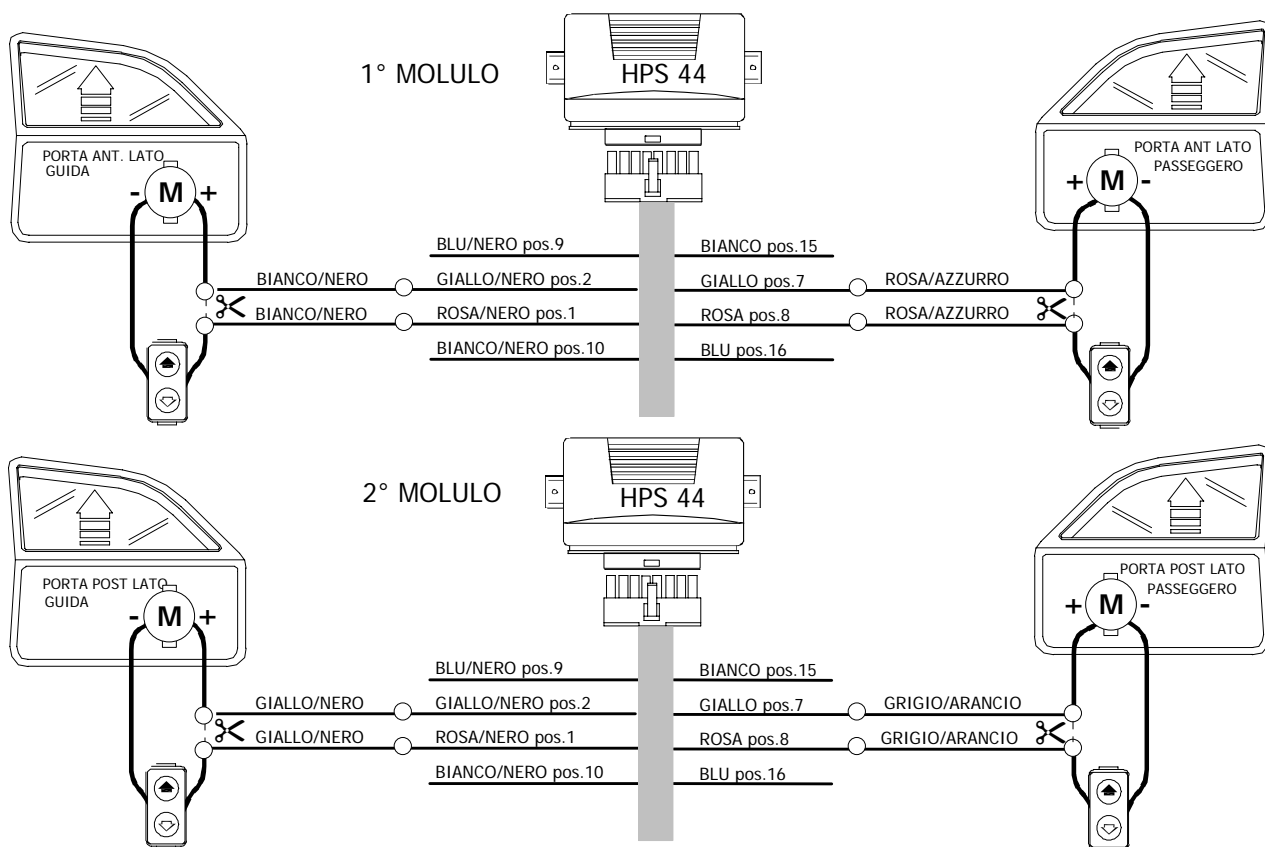 1° MOLULO
HPS 44
PORTA ANT. LATO
GUIDA
- M +
PORTA ANT LATO
PASSEGGERO
+ M -
BLU/NERO pos.9
BIANCO pos.15
BIANCO/NERO
GIALLO/NERO pos.2
GIALLO pos.7
ROSA/AZZURRO
BIANCO/NERO
ROSA/NERO pos.1
ROSA pos.8
ROSA/AZZURRO
BIANCO/NERO pos.10
BLU pos.16
2° MOLULO
HPS 44
PORTA POST LATO
GUIDA
- M +
PORTA POST LATO
PASSEGGERO
+ M -
BLU/NERO pos.9
BIANCO pos.15
GIALLO/NERO
GIALLO/NERO pos.2
GIALLO pos.7
GRIGIO/ARANCIO
GIALLO/NERO
ROSA/NERO pos.1
ROSA pos.8
GRIGIO/ARANCIO
BIANCO/NERO pos.10
BLU pos.16